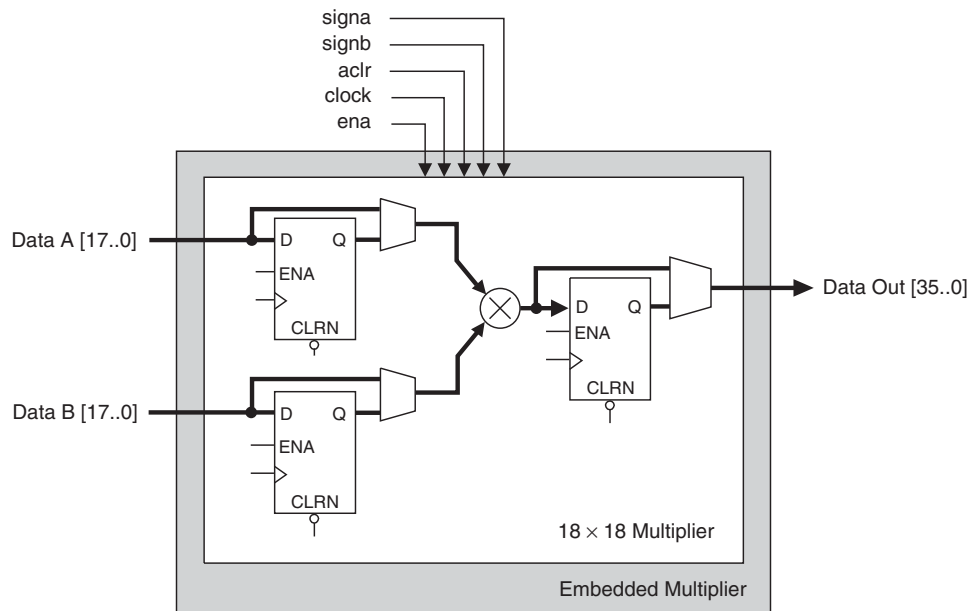 signa
signb
aclr
clock
ena
Data A [17..0]
D Q
ENA
CLRN
Data Out [35..0]
D Q
ENA
CLRN
Data B [17..0]
D Q
ENA
CLRN
18 × 18 Multiplier
Embedded Multiplier